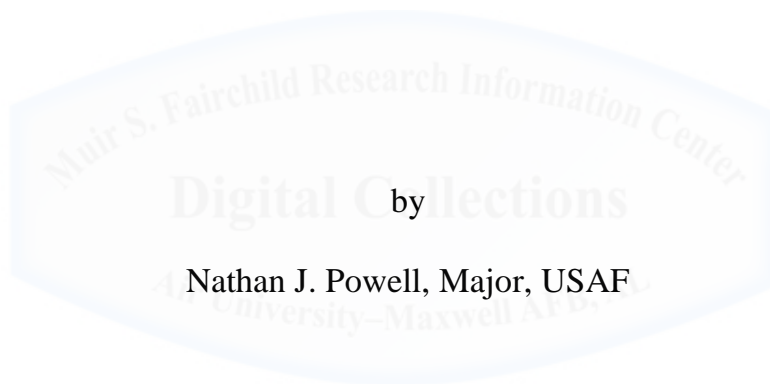 Muir S. Fairchild Research Information Center
Digital Collections
by
Nathan J. Powell, Major, USAF
Air University–Maxwell AFB, AL